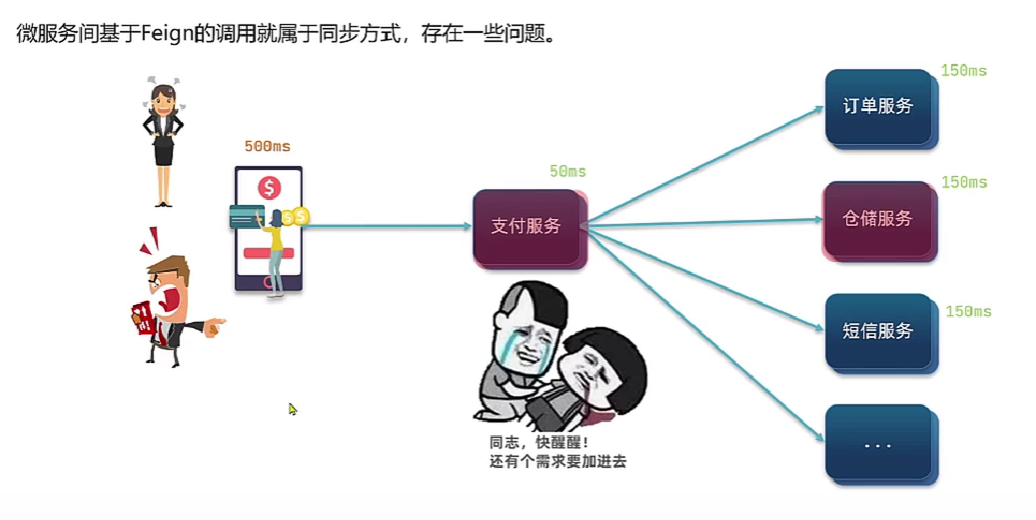 微服务间基于Feign的调用就属于同步方式，存在一些问题。
150ms
订单服务
500ms
50ms
150ms
支付服务
仓储服务
150ms
短信服务
同志，快醒醒！
还有个需求要加进去
...